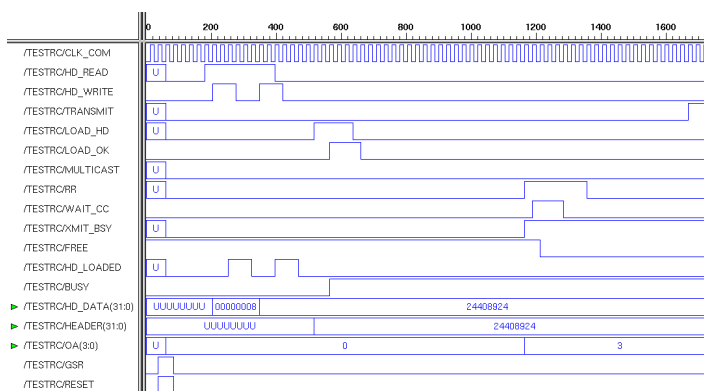 0 200 400 600 800 1000 1200 1400 1600
/TESTRC/CLK_COM
/TESTRC/HD_READ U
/TESTRC/HD_WRITE
/TESTRC/TRANSMIT U
/TESTRC/LOAD_HD U
/TESTRC/LOAD_OK
/TESTRC/MULTICAST U
/TESTRC/RR U
/TESTRC/WAIT_CC
/TESTRC/XMIT_BSY U
/TESTRC/FREE
/TESTRC/HD_LOADED U
/TESTRC/BUSY
/TESTRC/HD_DATA(31:0) UUUUUUUU 00000008 24408924
/TESTRC/HEADER(31:0) UUUUUUUU 24408924
/TESTRC/OA(3:0) U 0 3
/TESTRC/GSR
/TESTRC/RESET